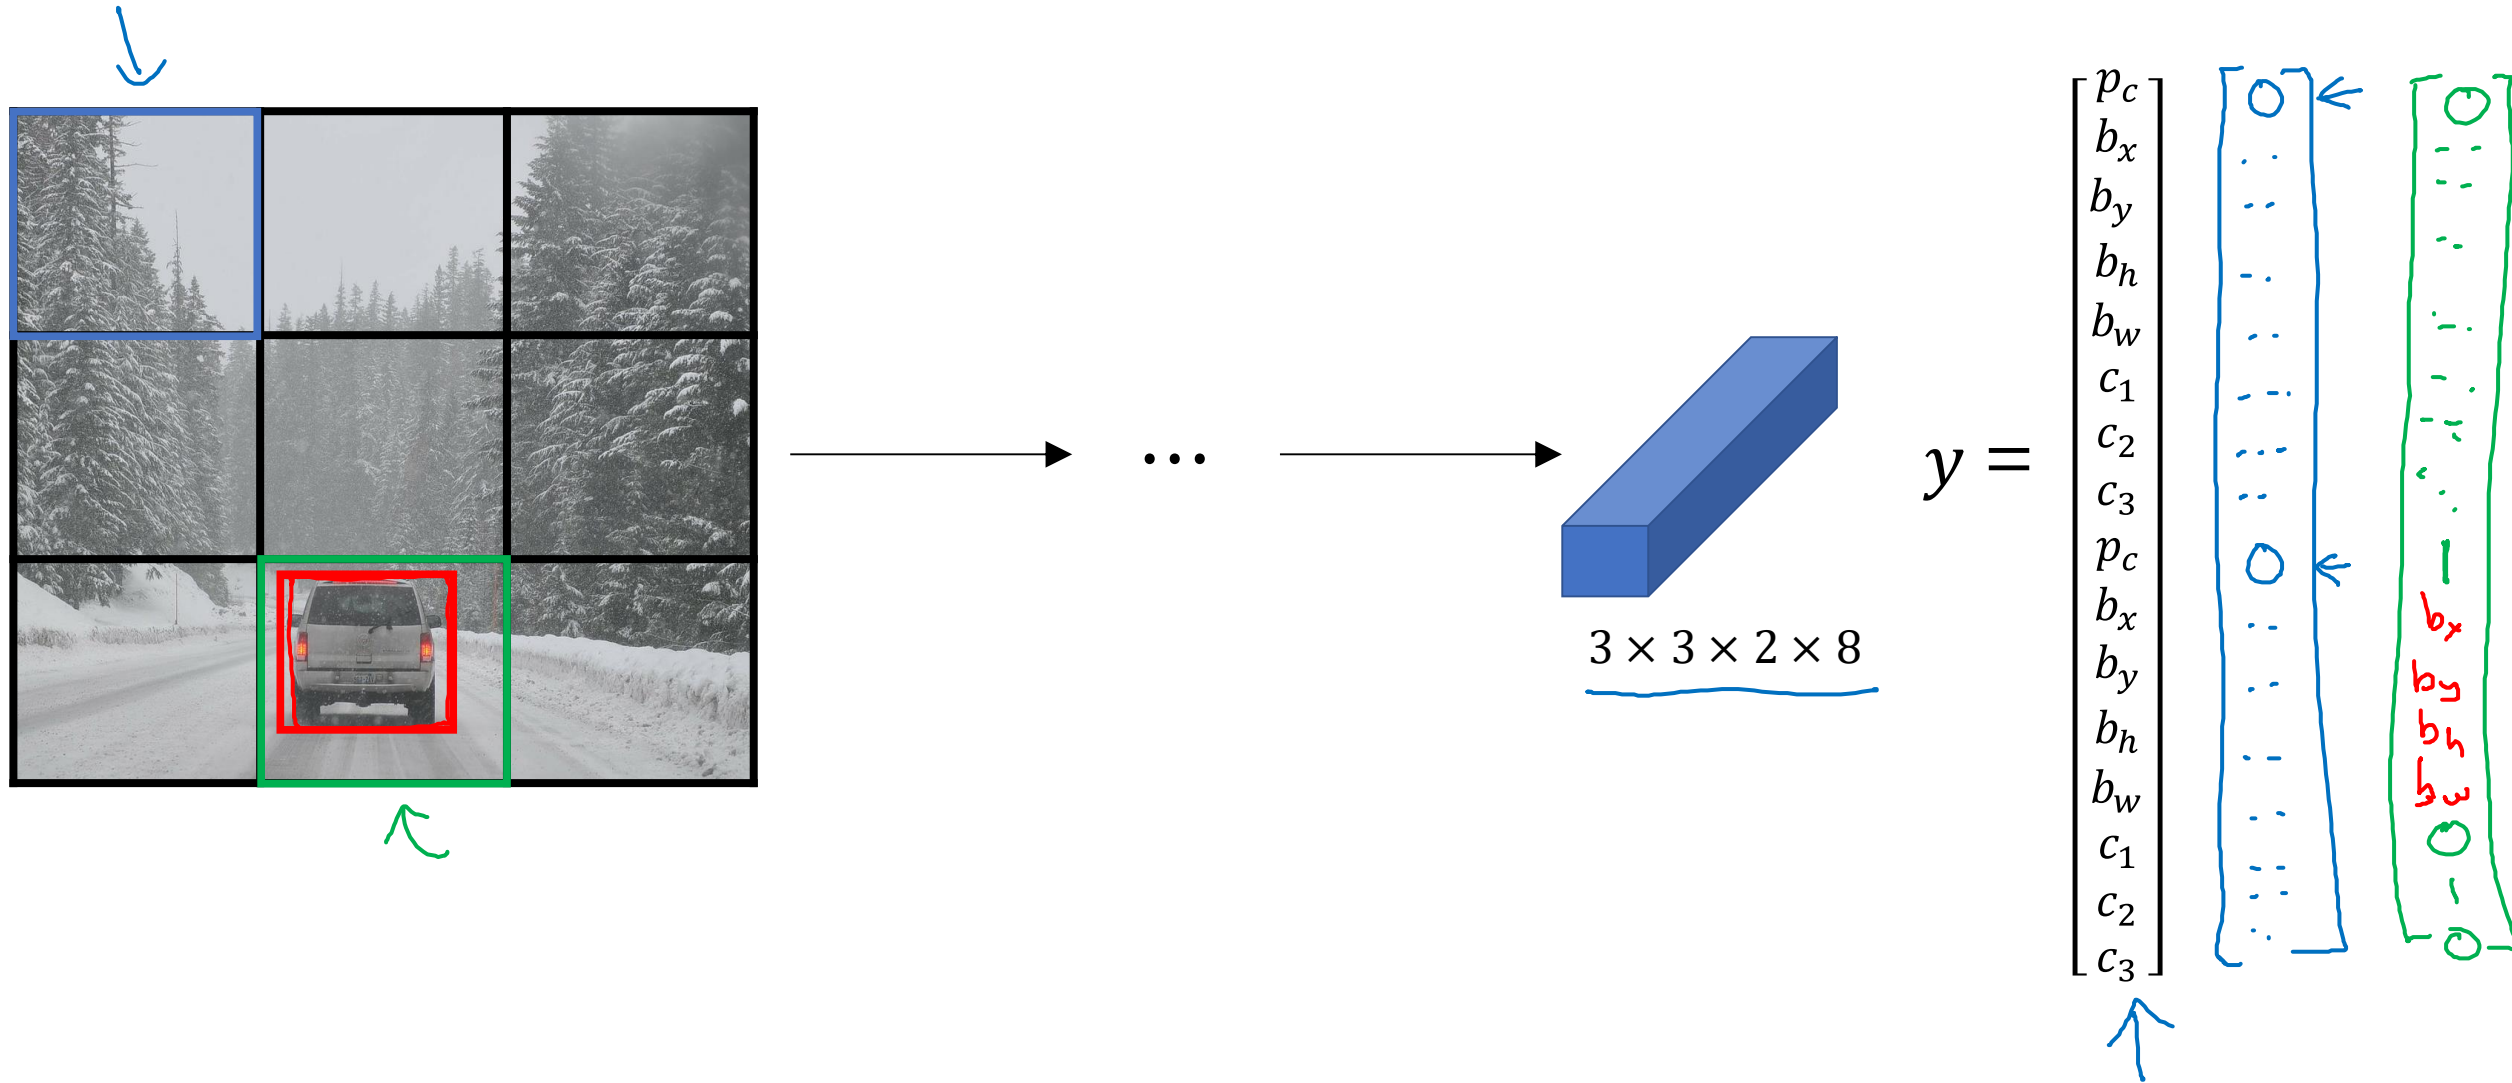 ...
3 × 3 × 2 × 8
y =
p_c 0 0
b_x - - - -
b_y - - - -
b_h - - - -
b_w - - - -
c_1 - - - -
c_2 - - - -
c_3 - - - -
p_c 0 1
b_x - - b_x
b_y - - b_y
b_h - - b_h
b_w - - b_w
c_1 - - 0
c_2 - - 1
c_3 - - 0